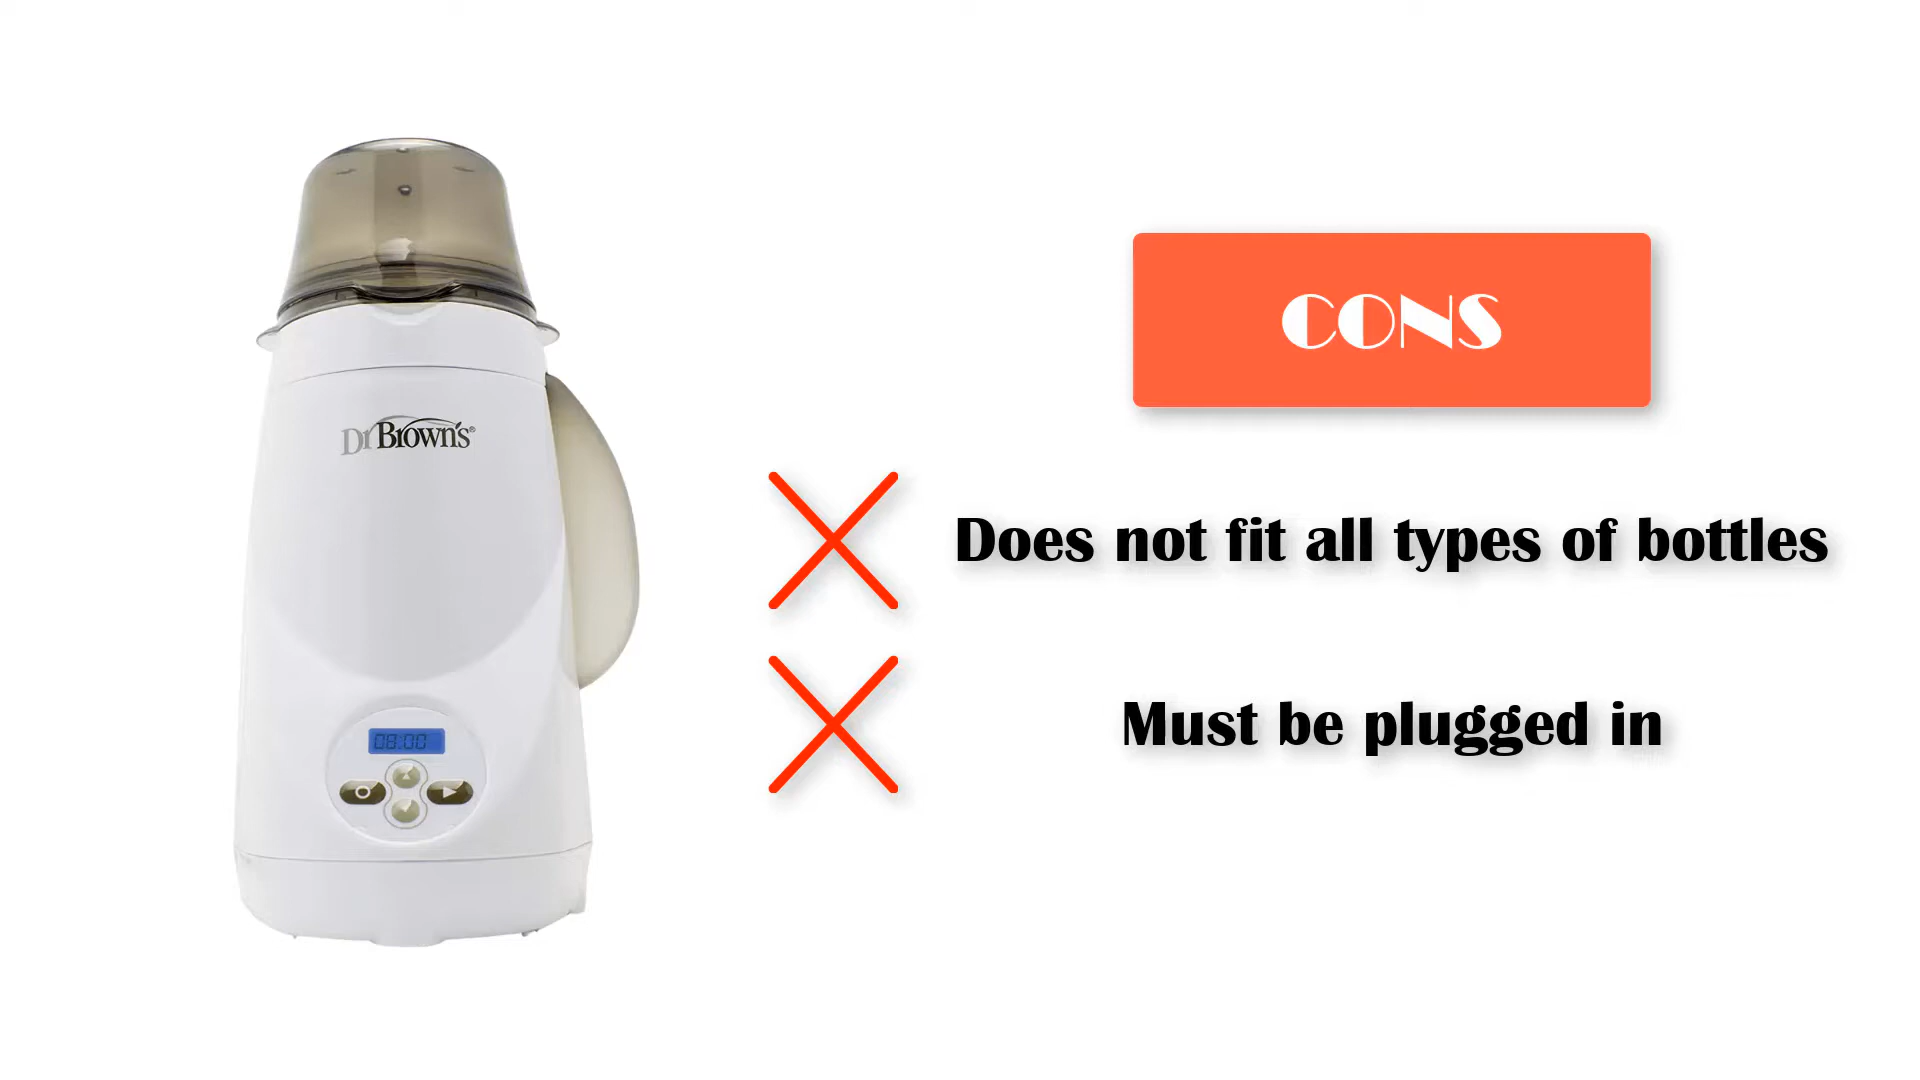 CONS
Dr Brown's®
Does not fit all types of bottles
08:00
Must be plugged in